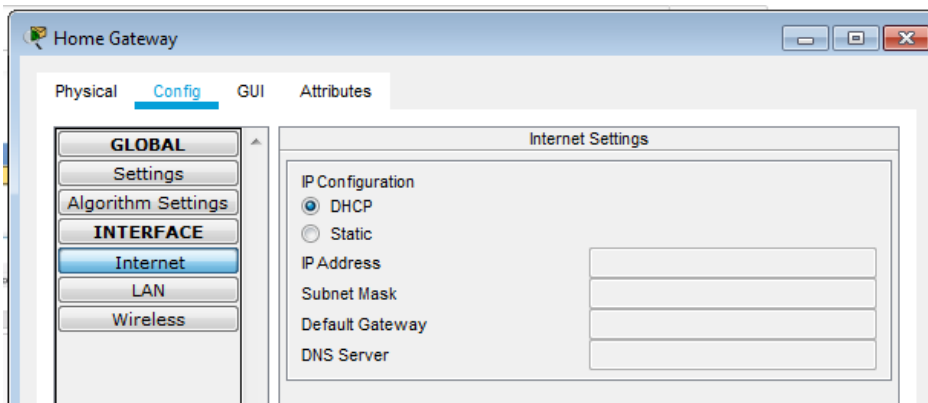 Home Gateway
Physical Config GUI Attributes
GLOBAL
Settings
Algorithm Settings
INTERFACE
Internet
LAN
Wireless
Internet Settings
IP Configuration
DHCP
Static
IP Address
Subnet Mask
Default Gateway
DNS Server